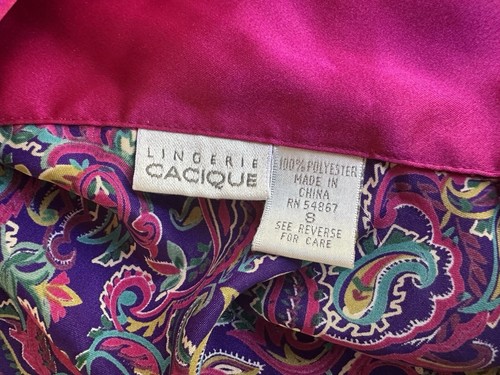 LINGERIE
CACIQUE
100% POLYESTER
MADE IN
CHINA
RN 54867
S
SEE REVERSE
FOR CARE